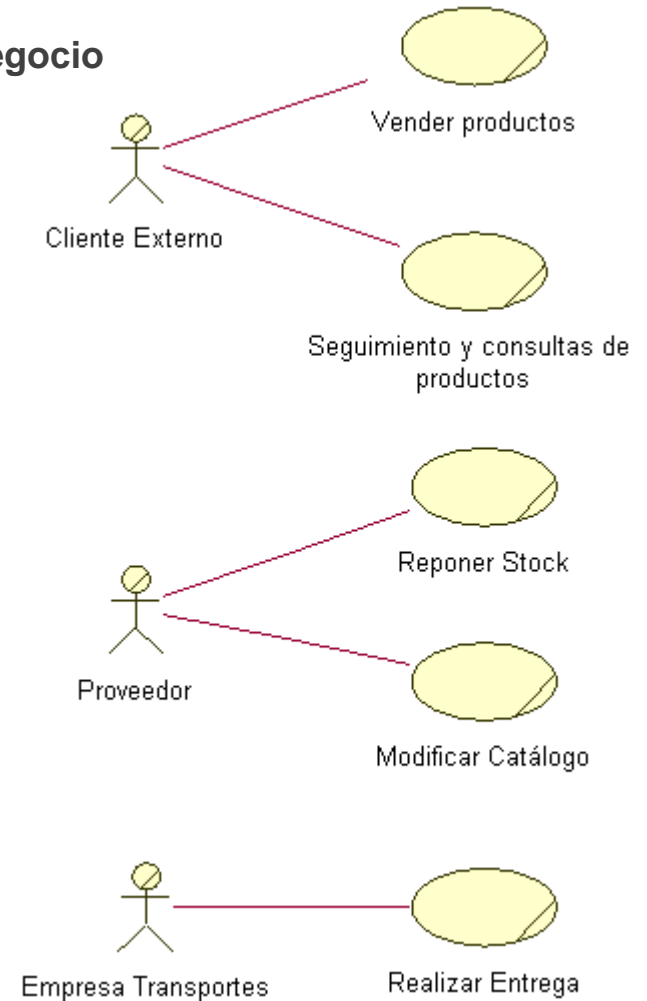 egocio
Vender productos
Cliente Externo
Seguimiento y consultas de
productos
Reponer Stock
Proveedor
Modificar Catálogo
Empresa Transportes
Realizar Entrega